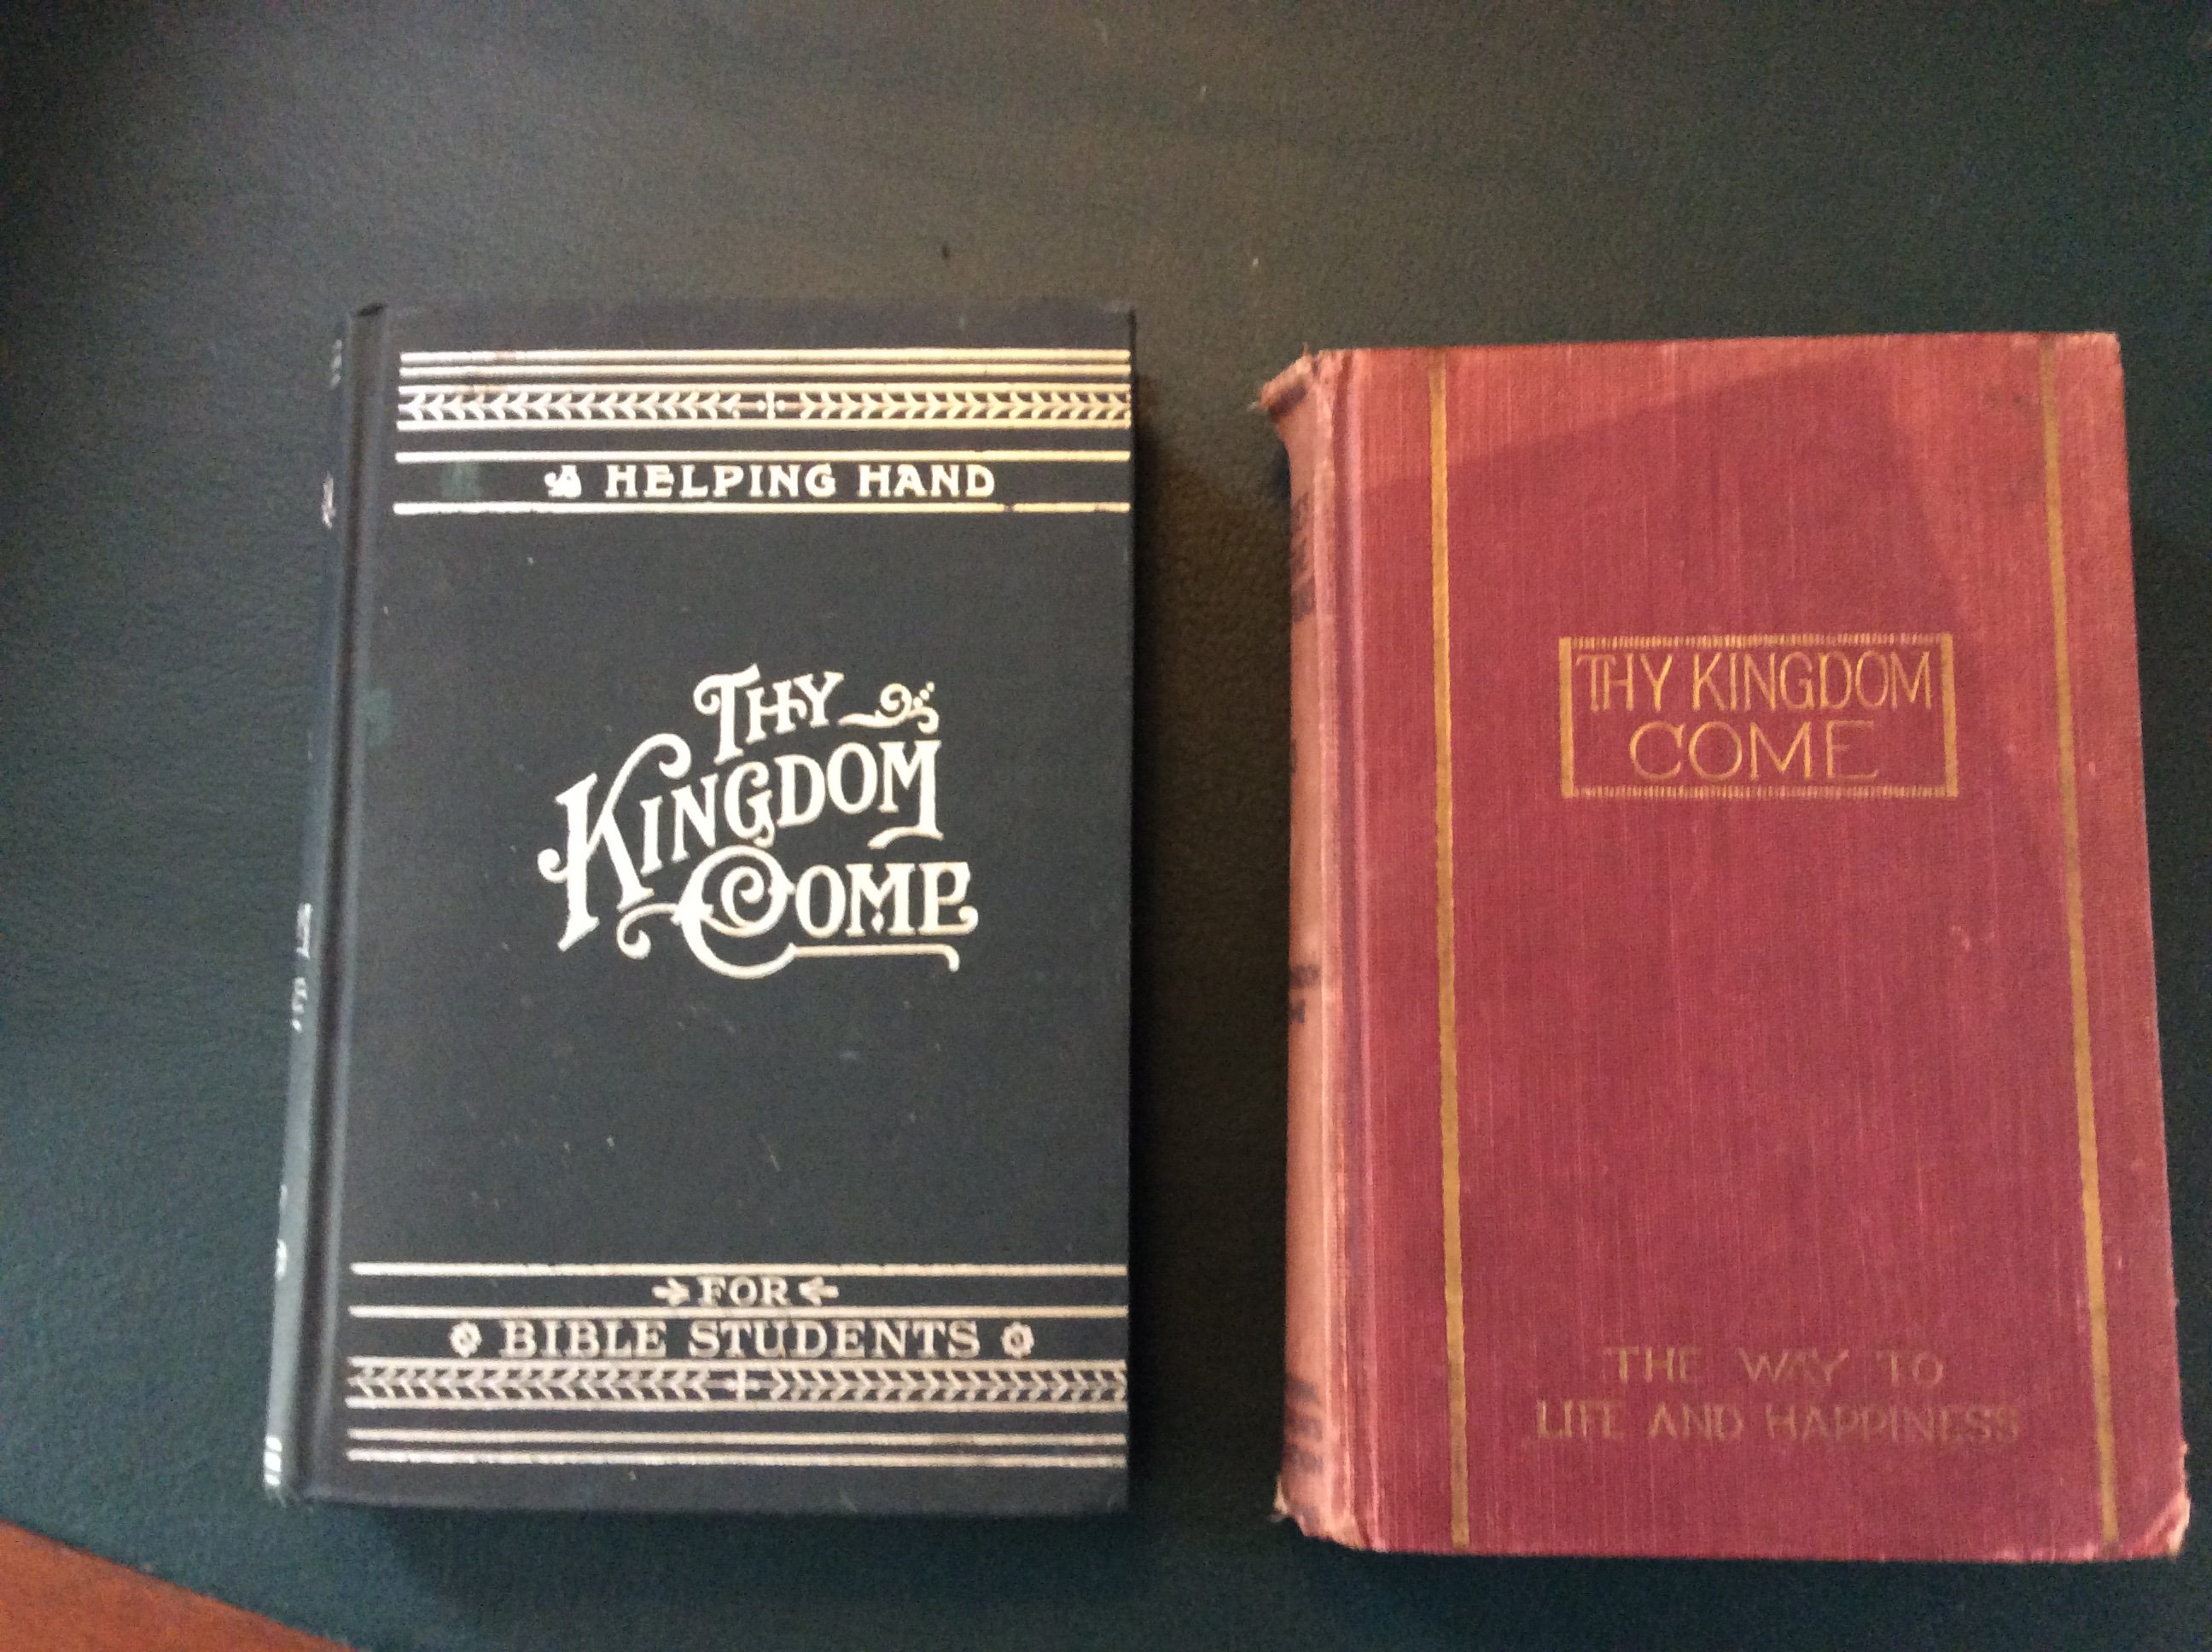 A HELPING HAND
THY
KINGDOM
COME
FOR
BIBLE STUDENTS
THY KINGDOM
COME
THE WAY TO
LIFE AND HAPPINESS